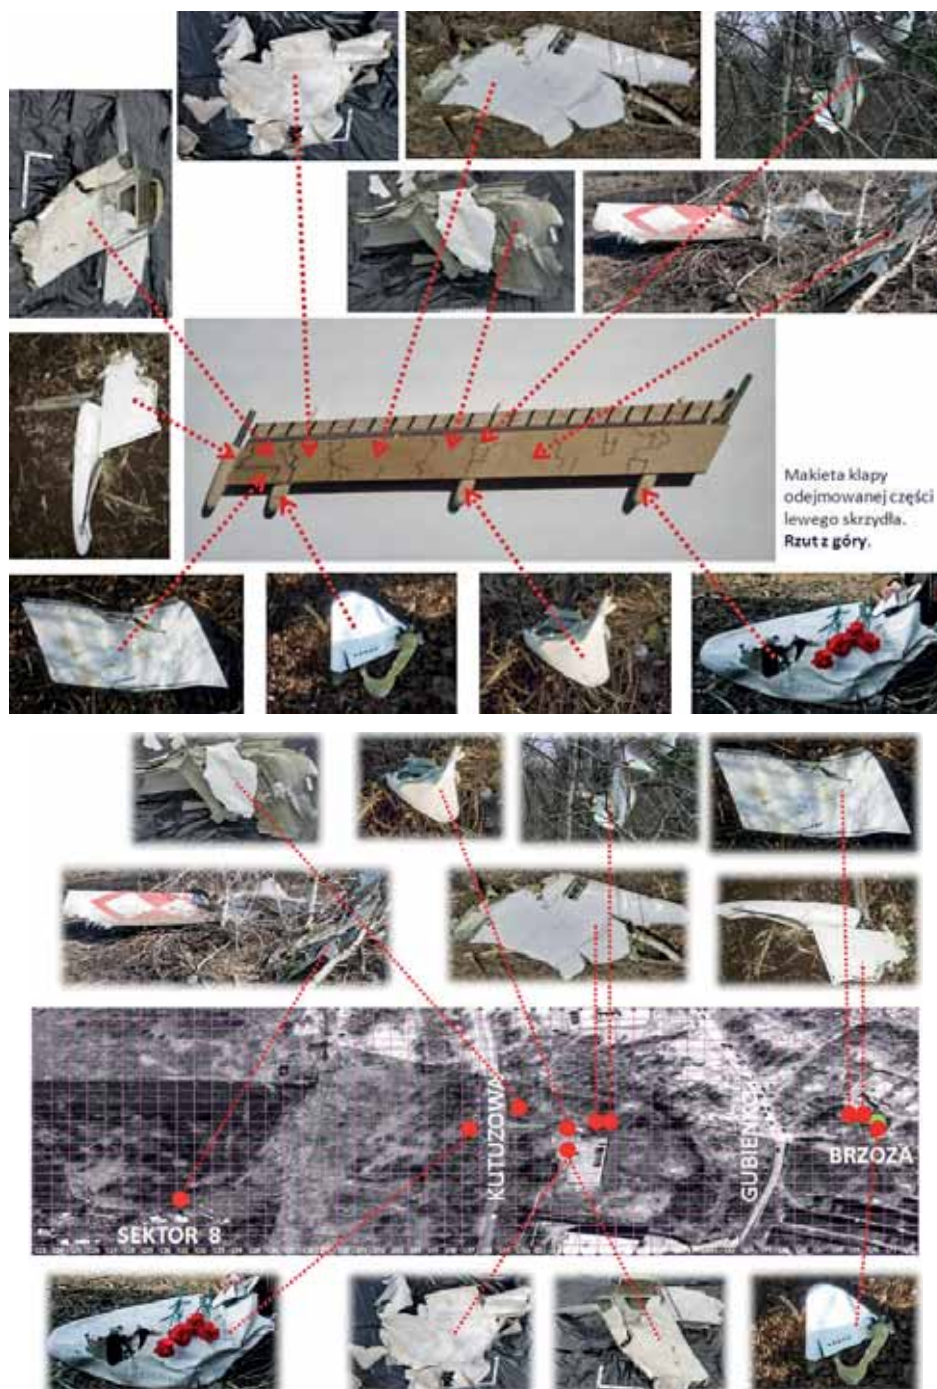 Makieta klapy
odejmowanej części
lewego skrzydła.
Rzut z góry.
KUTUZOWA
GUBIENKO
BRZOZA
SEKTOR 8